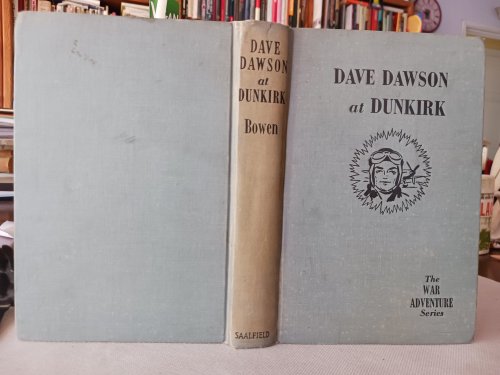 DAVE
DAWSON
at
DUNKIRK
Bowen
SAALFIELD
DAVE DAWSON
at DUNKIRK
The
WAR
ADVENTURE
Series